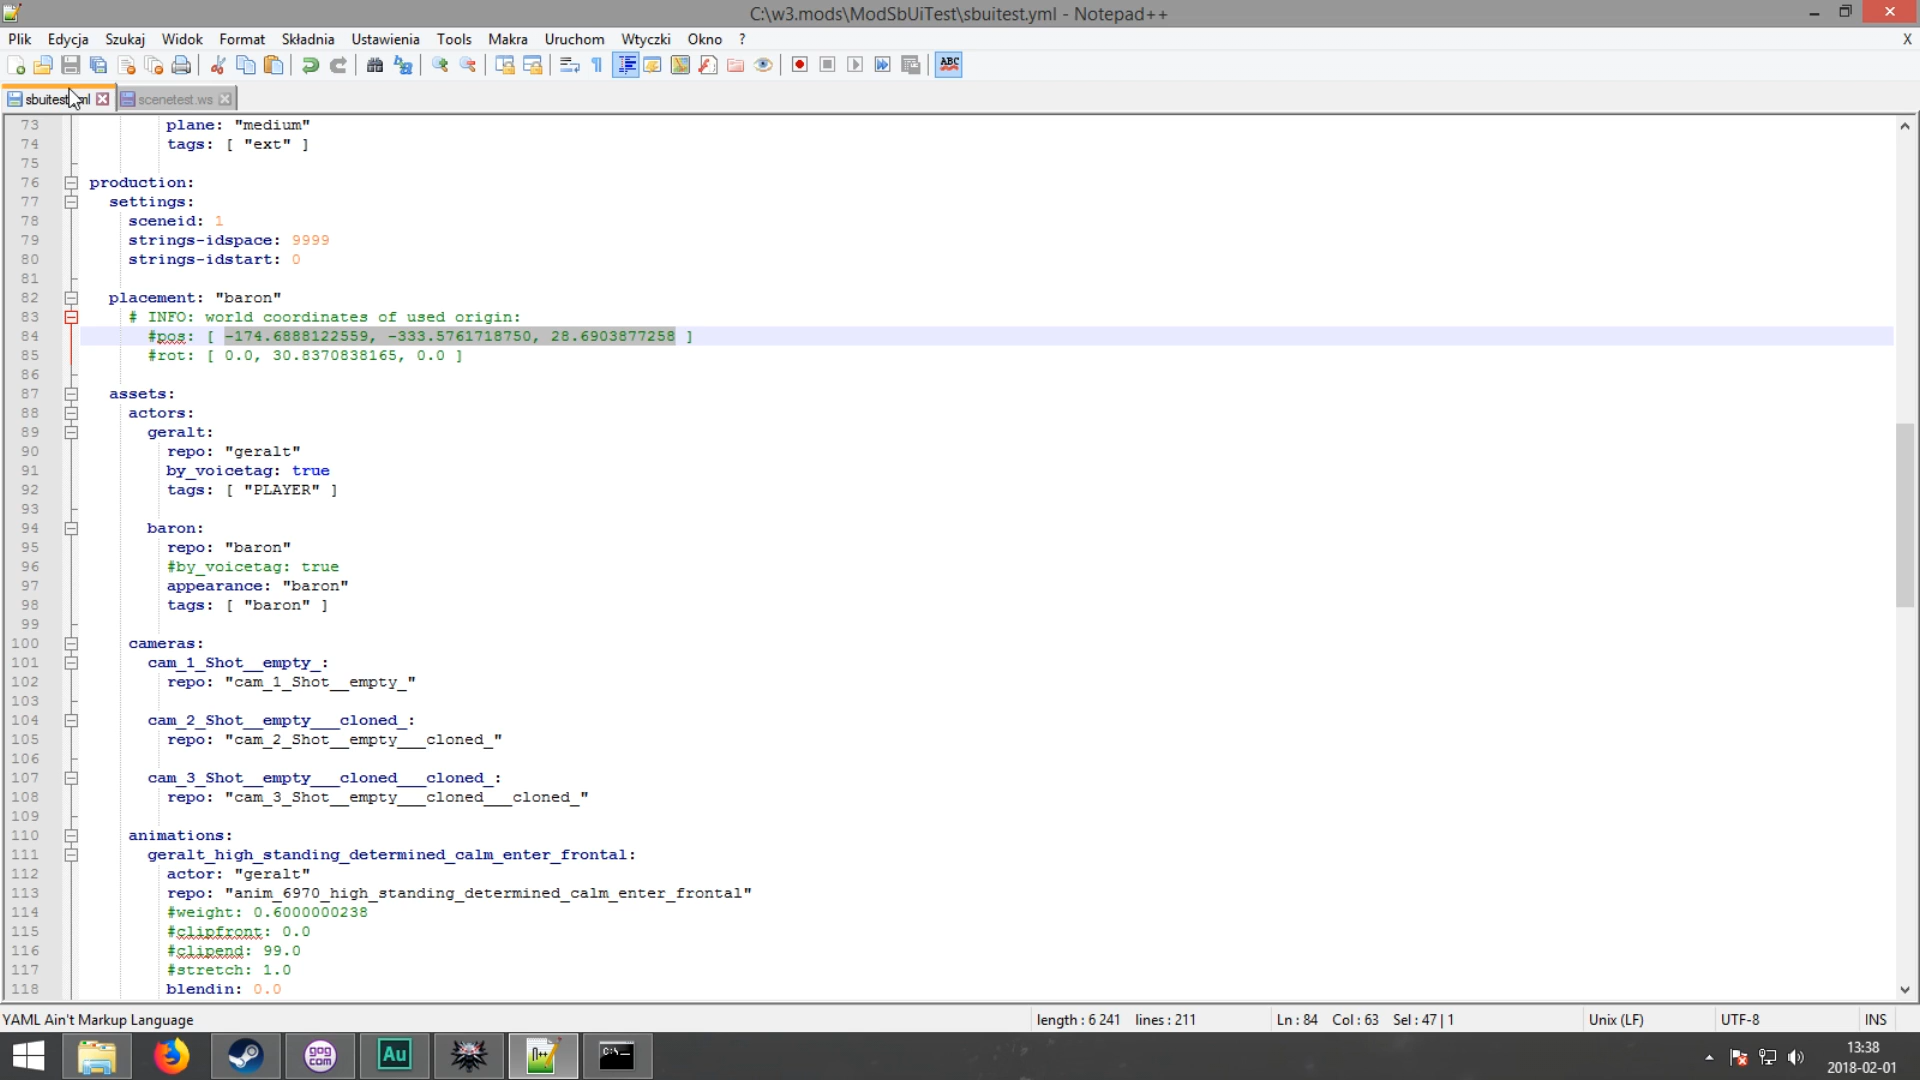 C:\w3.mods\ModSbUiTest\sbuitest.yml - Notepad++
Plik Edycja Szukaj Widok Format Składnia Ustawienia Tools Makra Uruchom Wtyczki Okno ? X
ABC
sbuitest ml scenetest.ws
73 plane: "medium"
74 tags: [ "ext" ]
75
76 production:
77 settings:
78 sceneid: 1
79 strings-idspace: 9999
80 strings-idstart: 0
81
82 placement: "baron"
83 # INFO: world coordinates of used origin:
84 #pos: [ -174.6888122559, -333.5761718750, 28.6903877258 ]
85 #rot: [ 0.0, 30.8370838165, 0.0 ]
86
87 assets:
88 actors:
89 geralt:
90 repo: "geralt"
91 by_voicetag: true
92 tags: [ "PLAYER" ]
93
94 baron:
95 repo: "baron"
96 #by_voicetag: true
97 appearance: "baron"
98 tags: [ "baron" ]
99
100 cameras:
101 cam_1_Shot__empty_:
102 repo: "cam_1_Shot__empty_"
103
104 cam_2_Shot__empty___cloned_:
105 repo: "cam_2_Shot__empty___cloned_"
106
107 cam_3_Shot__empty___cloned___cloned_:
108 repo: "cam_3_Shot__empty___cloned___cloned_"
109
110 animations:
111 geralt_high_standing_determined_calm_enter_frontal:
112 actor: "geralt"
113 repo: "anim_6970_high_standing_determined_calm_enter_frontal"
114 #weight: 0.6000000238
115 #clipfront: 0.0
116 #clipend: 99.0
117 #stretch: 1.0
118 blendin: 0.0
YAML Ain't Markup Language length : 6 241 lines : 211 Ln : 84 Col : 63 Sel : 47 | 1 Unix (LF) UTF-8 INS
gog com Au n++ C:\_ 13:38
2018-02-01